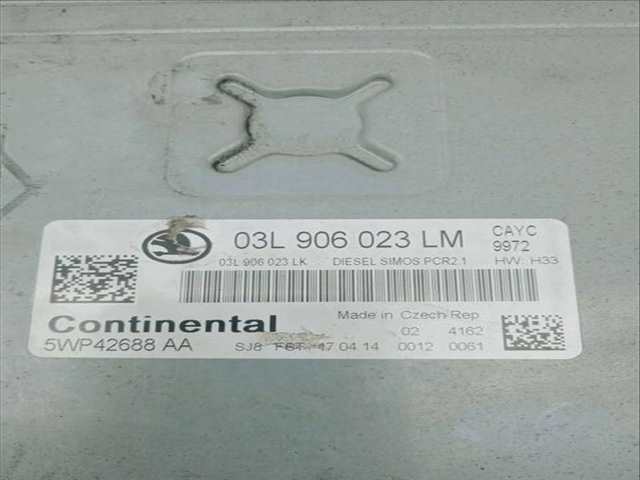 03L 906 023 LM CAYC
9972
03L 906 023 LK DIESEL SIMOS PCR2.1 HW: H33
Continental Made in Czech Rep
02 4162
5WP42688 AA SJ8 17 04 14 0012 0061